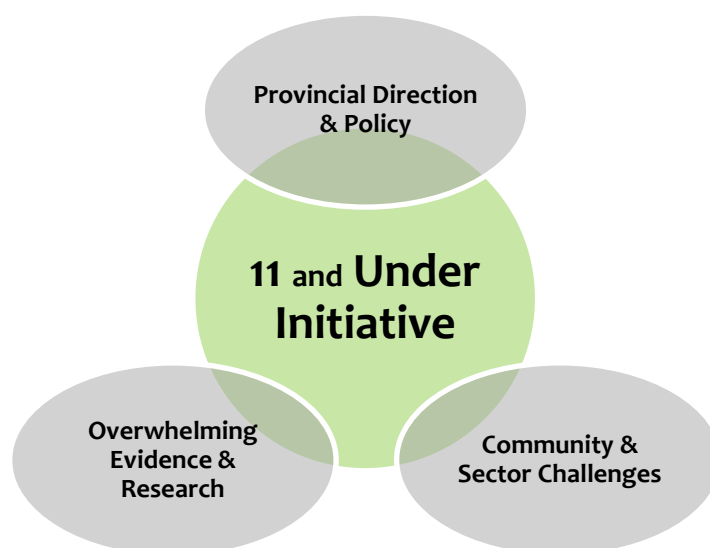 Provincial Direction
& Policy
11 and Under
Initiative
Overwhelming
Evidence &
Research
Community &
Sector Challenges